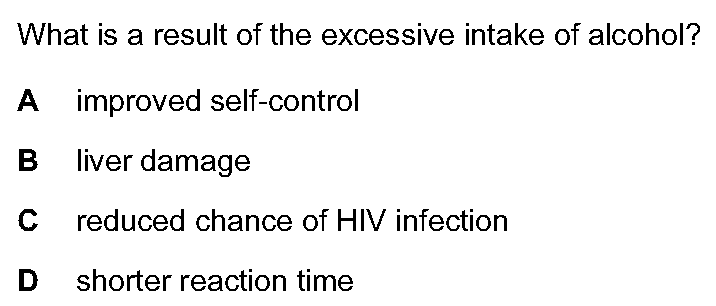 What is a result of the excessive intake of alcohol?
A improved self-control
B liver damage
C reduced chance of HIV infection
D shorter reaction time